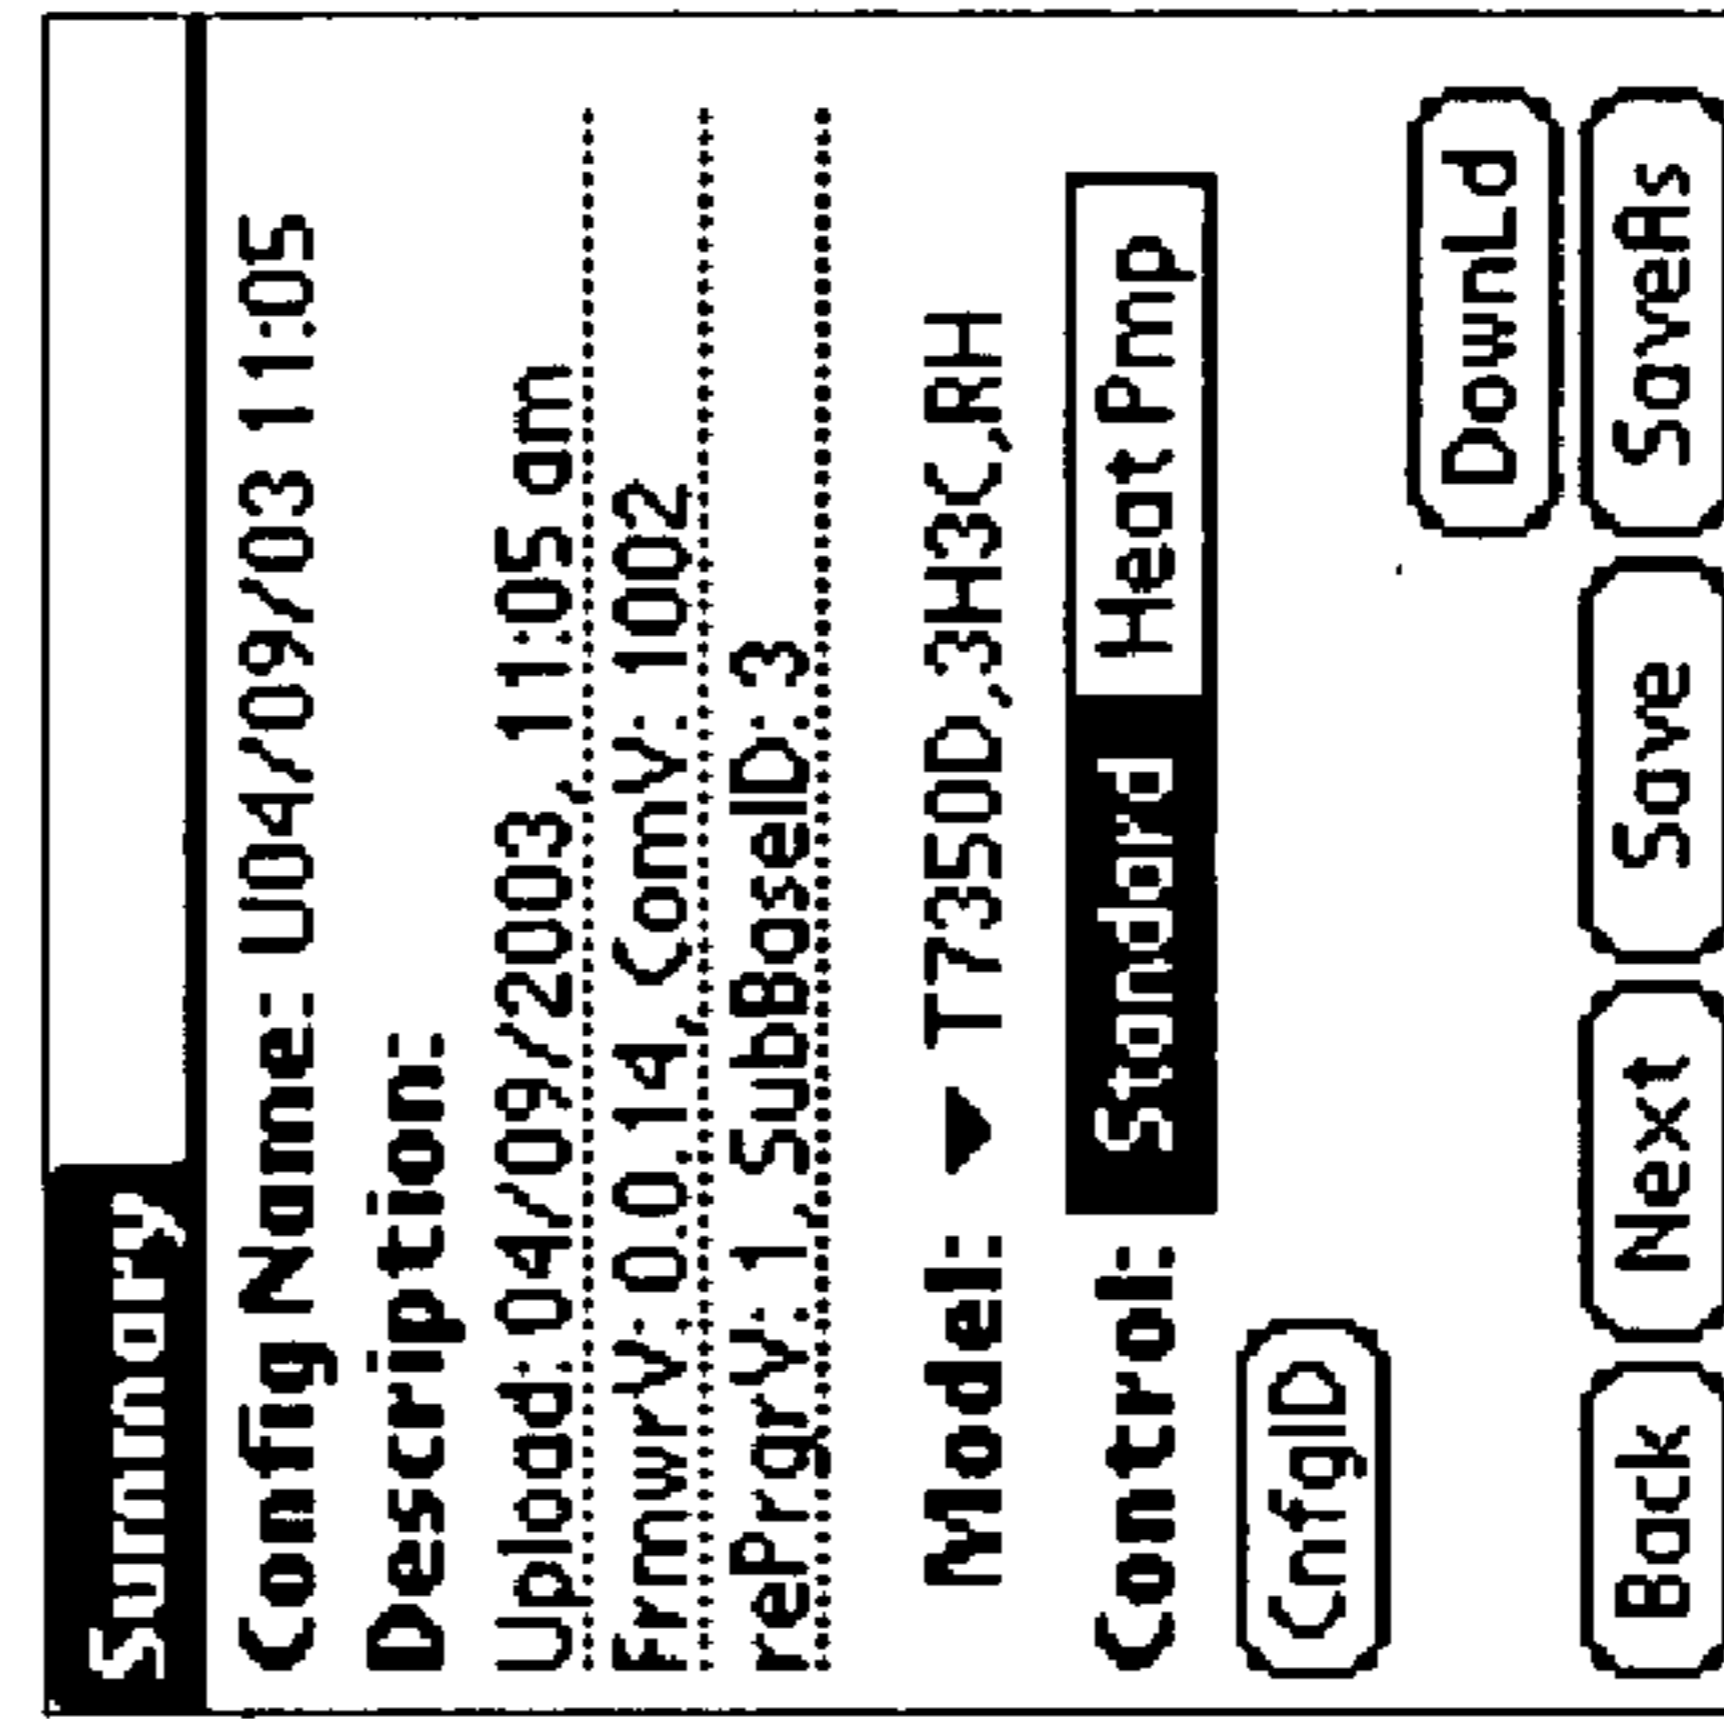 Summary
Config Name: U04/09/03 11:05
Description:
Upload: 04/09/2003, 11:05 am
FrmwrV: 0.0.14, ComV: 1002
rePrgrV: 1, SubBaseID: 3
Model: T7350D,3H3C,RH
Control: Standard Heat Pmp
CnfgID
DownLd
Back Next Save SaveAs